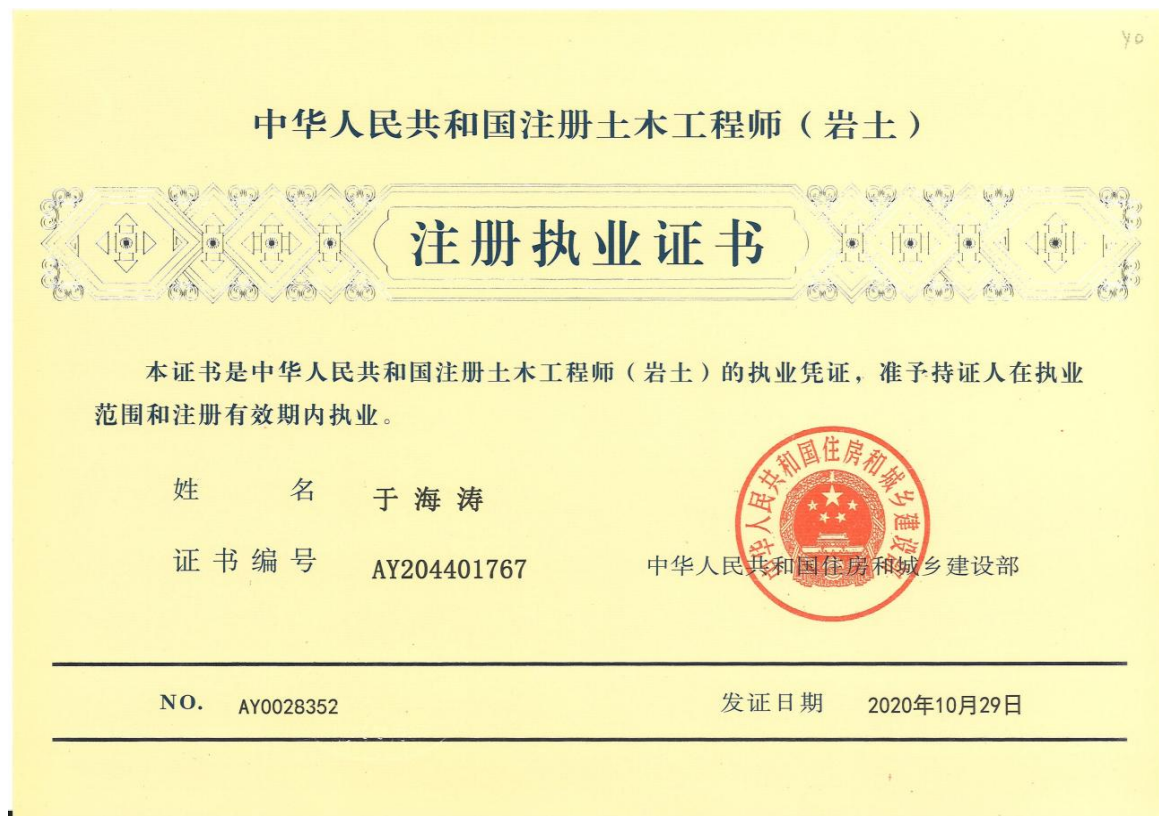 40
中华人民共和国注册土木工程师（岩土）
注册执业证书
本证书是中华人民共和国注册土木工程师（岩土）的执业凭证，准予持证人在执业
范围和注册有效期内执业。
中华人民共和国住房和城乡建设部
姓 名 于海涛
证书编号 AY204401767
中华人民共和国住房和城乡建设部
NO. AY0028352
发证日期 2020年10月29日